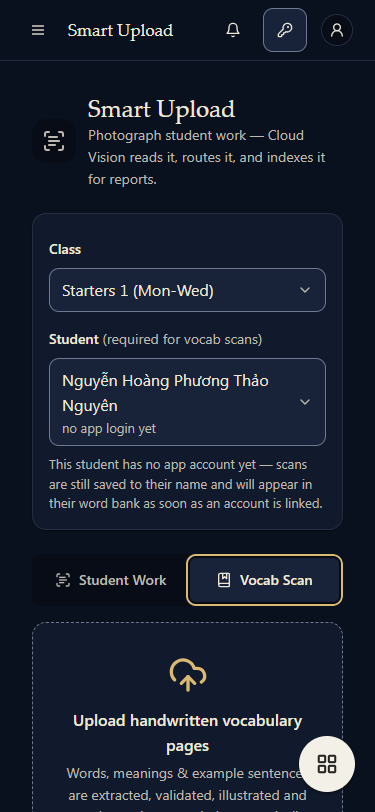 Smart Upload
Smart Upload
Photograph student work — Cloud
Vision reads it, routes it, and indexes it
for reports.
Class
Starters 1 (Mon-Wed)
Student (required for vocab scans)
Nguyễn Hoàng Phương Thảo
Nguyên
no app login yet
This student has no app account yet — scans
are still saved to their name and will appear in
their word bank as soon as an account is linked.
Student Work
Vocab Scan
Upload handwritten vocabulary
pages
Words, meanings & example sentence
are extracted, validated, illustrated and